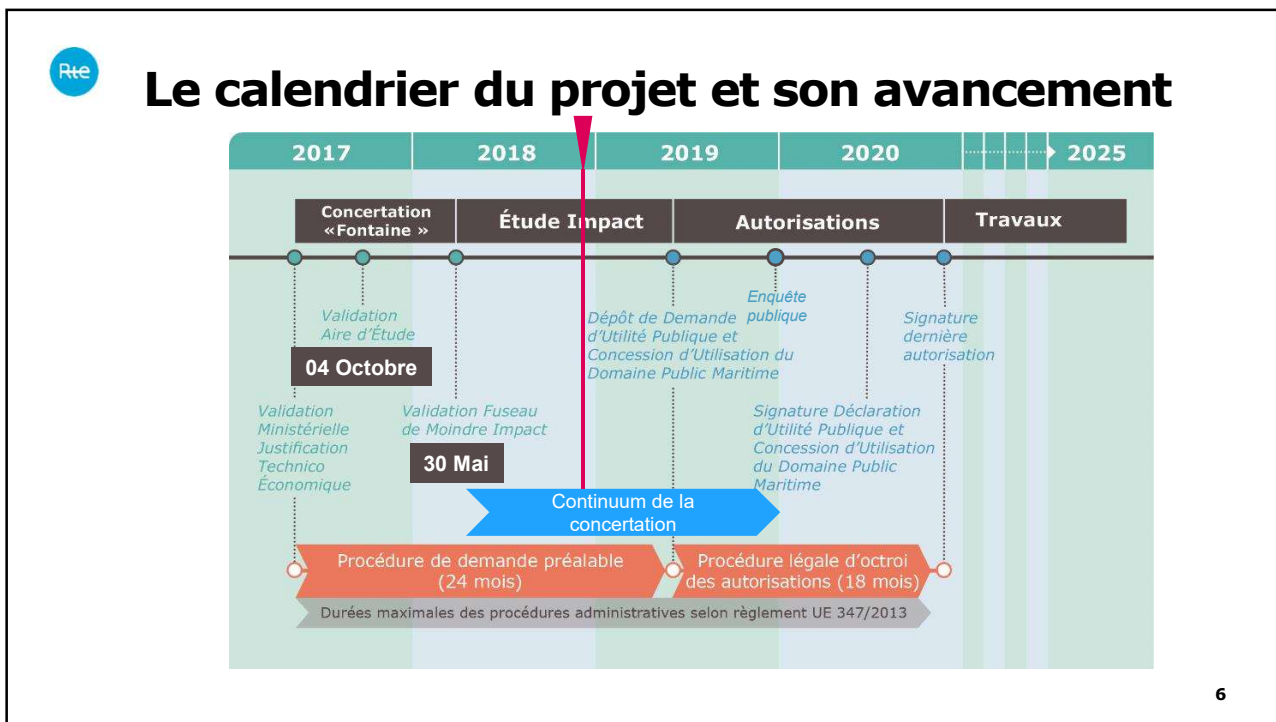 Rte
Le calendrier du projet et son avancement
2017
2018
2019
2020
2025
Concertation
«Fontaine »
Étude Impact
Autorisations
Travaux
Validation
Aire d'Étude
04 Octobre
Validation
Ministérielle
Justification
Technico
Économique
Validation Fuseau
de Moindre Impact
30 Mai
Dépôt de Demande
d'Utilité Publique et
Concession d'Utilisation du
Domaine Public Maritime
Enquête
publique
Signature Déclaration
d'Utilité Publique et
Concession d'Utilisation
du Domaine Public
Maritime
Signature
dernière
autorisation
Continuum de la
concertation
Procédure de demande préalable
(24 mois)
Procédure légale d'octroi
des autorisations (18 mois)
Durées maximales des procédures administratives selon règlement UE 347/2013
6